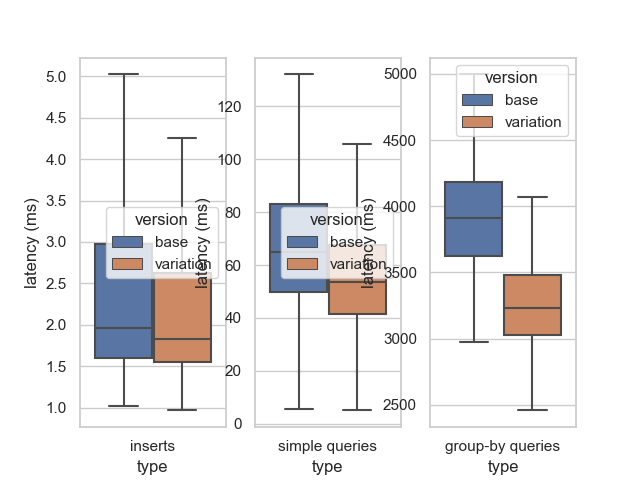 latency (ms)
5.0
4.5
4.0
3.5
3.0
2.5
2.0
1.5
1.0
version
base
variation
inserts
type
latency (ms)
120
100
80
60
40
20
0
version
base
variation
simple queries
type
latency (ms)
5000
4500
4000
3500
3000
2500
version
base
variation
group-by queries
type